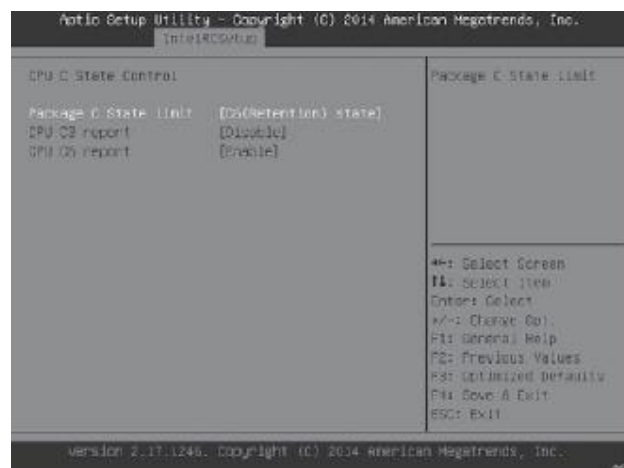 Aptio Setup Utility - Copyright (C) 2014 American Megatrends, Inc.
IntelRCSetup
CPU C State Control
Package C State limit [C6(Retention) state]
CPU C3 report [Disable]
CPU C6 report [Enable]
Package C State limit
→←: Select Screen
↑↓: Select Item
Enter: Select
+/-: Change Opt.
F1: General Help
F2: Previous Values
F3: Optimized Defaults
F4: Save & Exit
ESC: Exit
Version 2.17.1246. Copyright (C) 2014 American Megatrends, Inc.